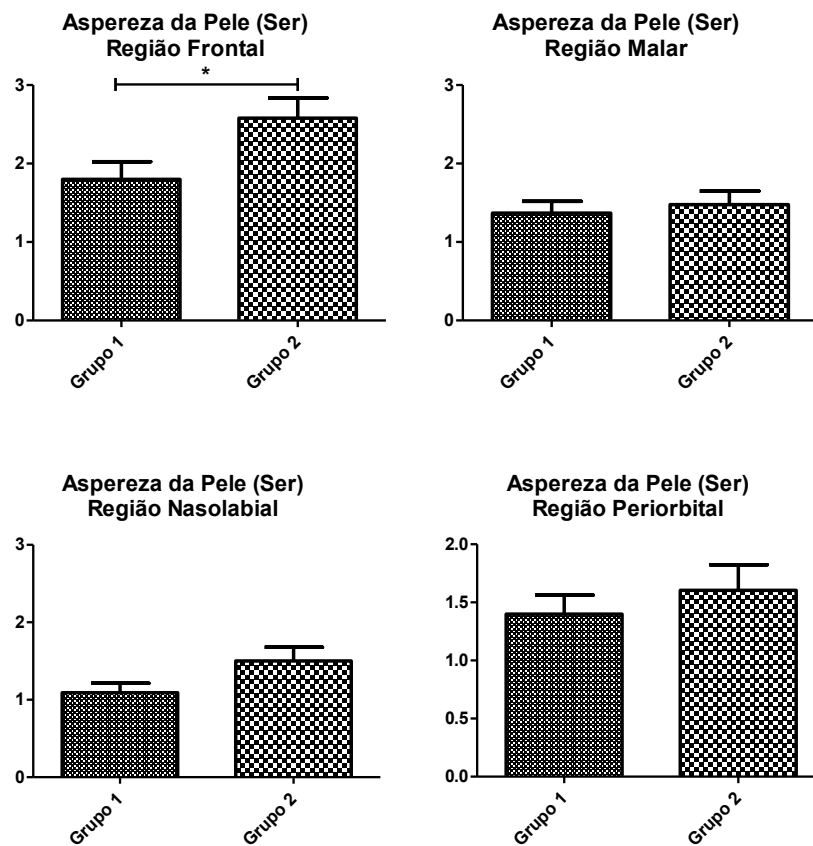 Aspereza da Pele (Ser)
Região Frontal
*
3
2
1
0
Grupo 1
Grupo 2
Aspereza da Pele (Ser)
Região Malar
3
2
1
0
Grupo 1
Grupo 2
Aspereza da Pele (Ser)
Região Nasolabial
3
2
1
0
Grupo 1
Grupo 2
Aspereza da Pele (Ser)
Região Periorbital
2.0
1.5
1.0
0.5
0.0
Grupo 1
Grupo 2